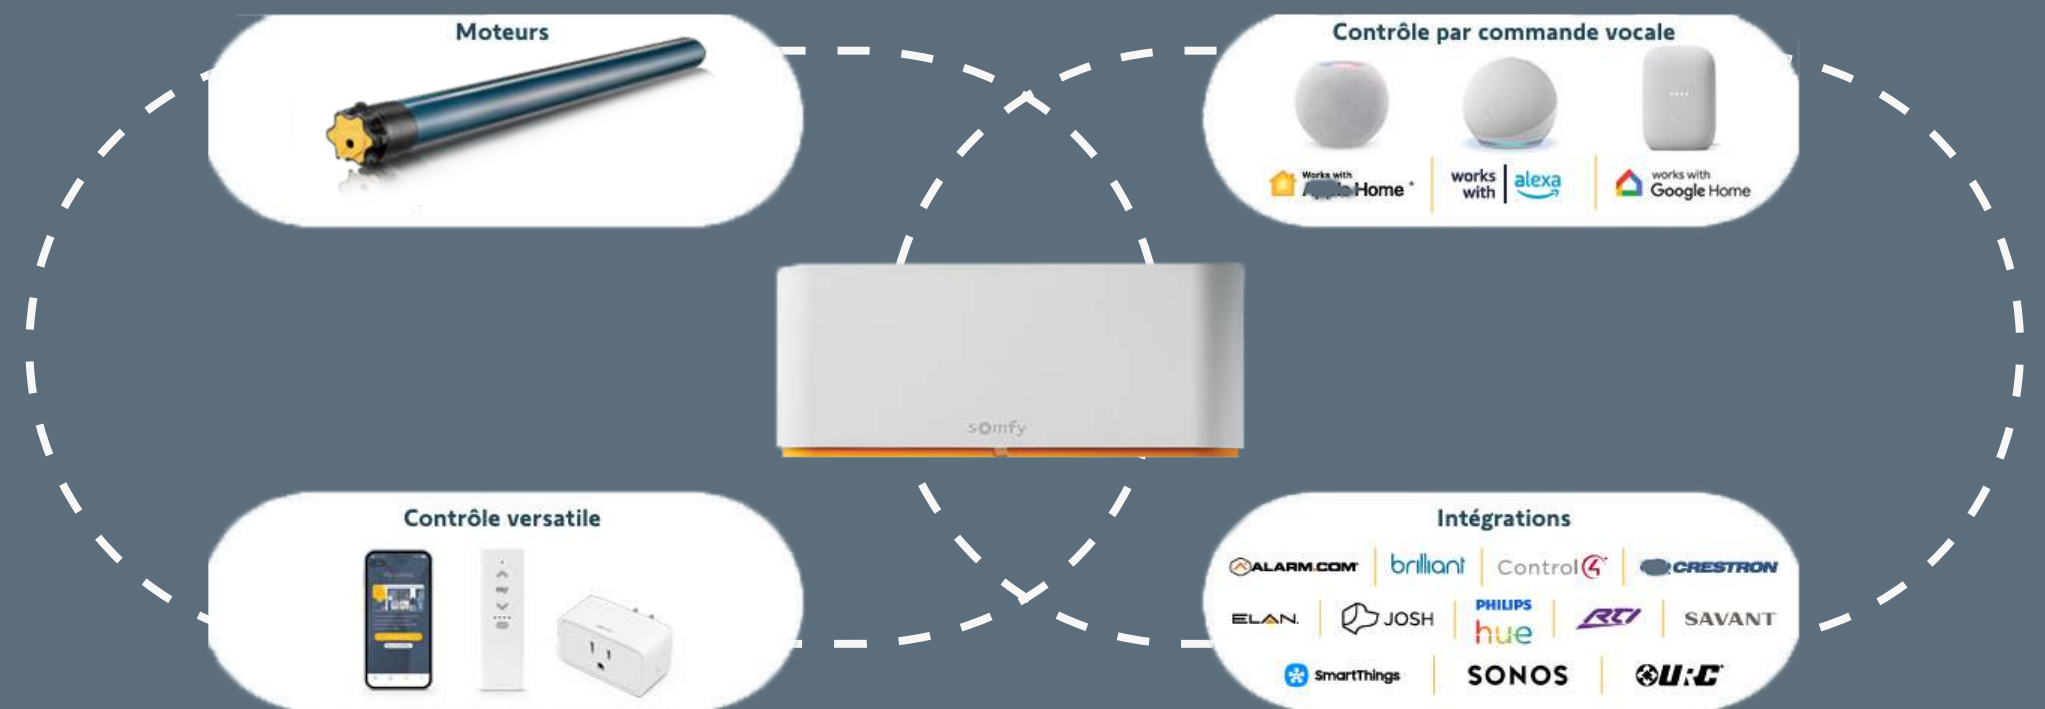 Moteurs
Contrôle par commande vocale
Works with
Home *
works
with
alexa
works with
Google Home
somfy
Contrôle versatile
my
Intégrations
ALARM.COM
brilliant
Control4
CRESTRON
ELAN.
JOSH
PHILIPS
hue
RTI
SAVANT
SmartThings
SONOS
URC